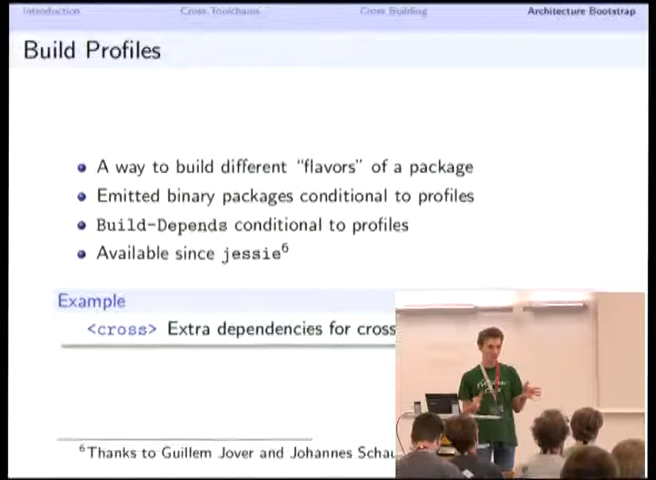 Introduction Cross Toolchains Cross Building Architecture Bootstrap
Build Profiles
A way to build different “flavors” of a package
Emitted binary packages conditional to profiles
Build-Depends conditional to profiles
Available since jessie6
Example
<cross> Extra dependencies for cross
6Thanks to Guillem Jover and Johannes